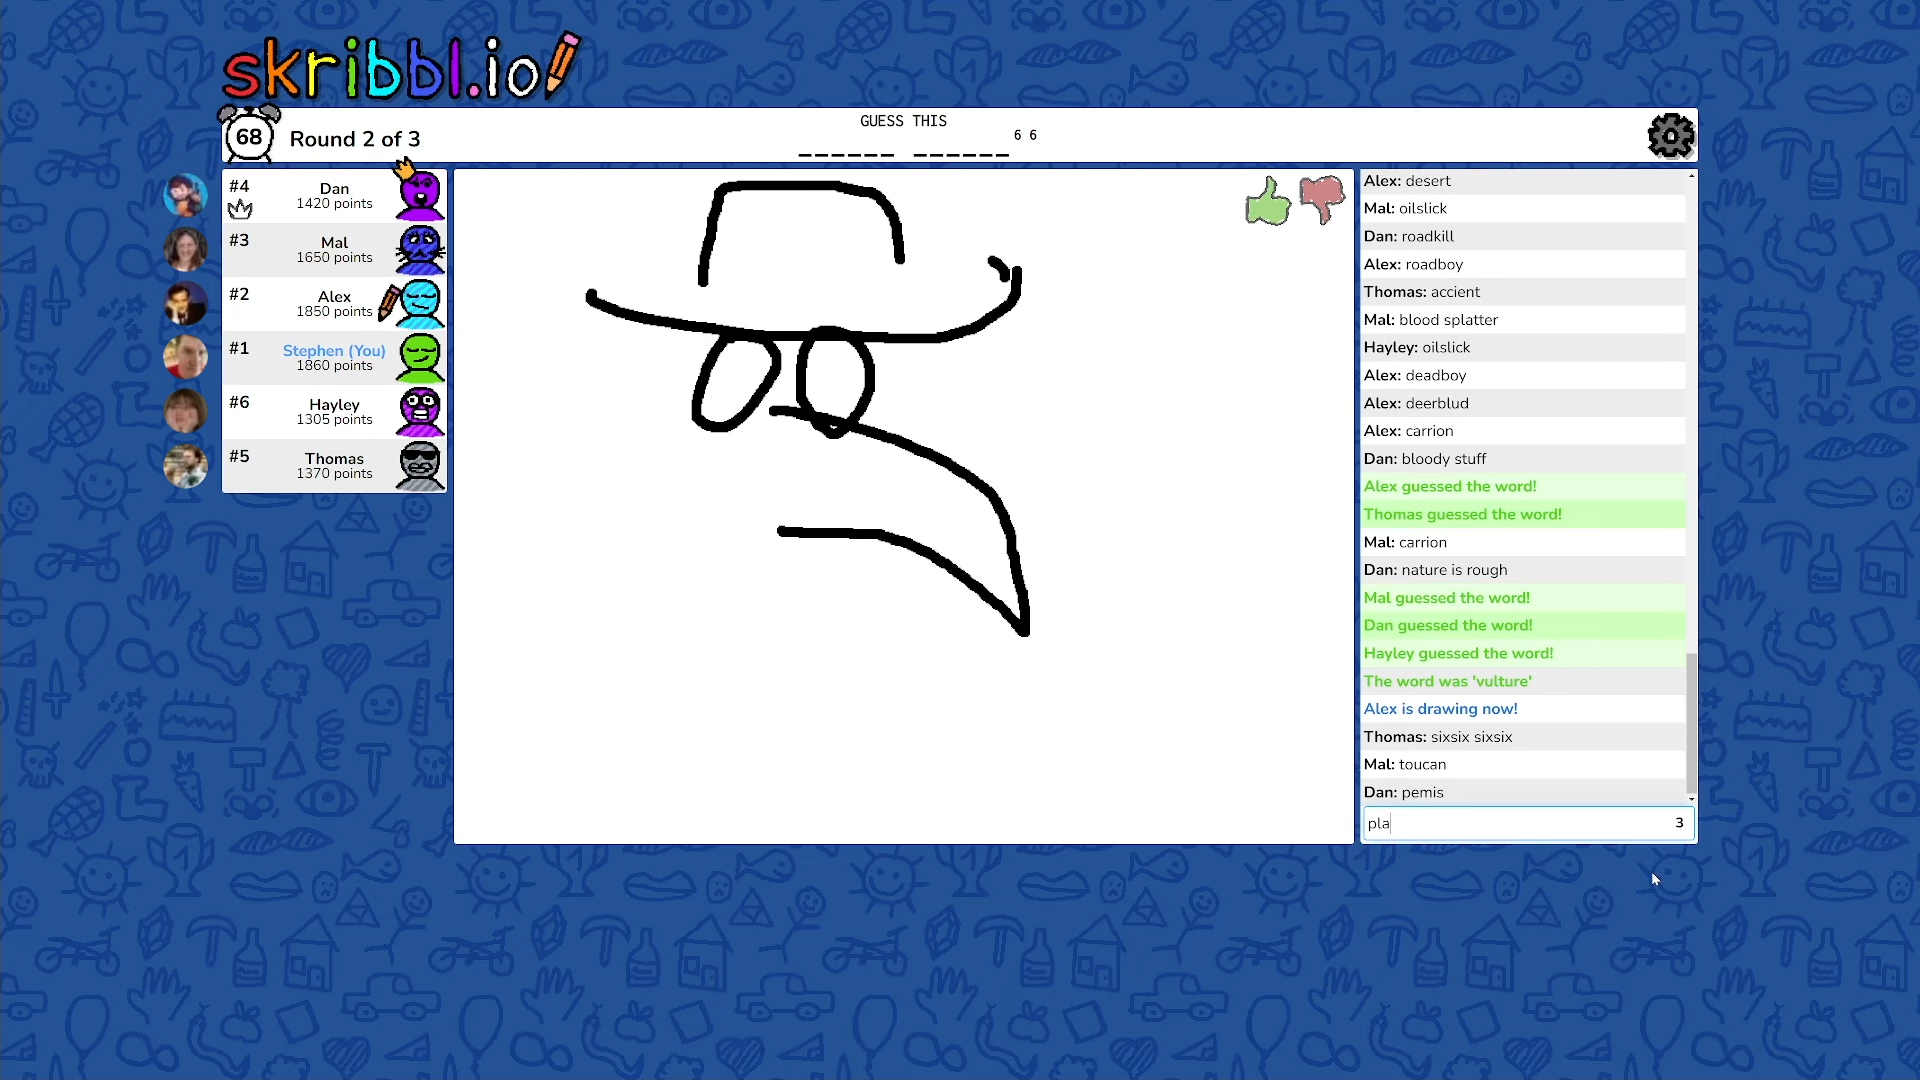 skribbl.io
68
Round 2 of 3
GUESS THIS
______ ______ 6 6
#4
Dan
1420 points
#3
Mal
1650 points
#2
Alex
1850 points
#1
Stephen (You)
1860 points
#6
Hayley
1305 points
#5
Thomas
1370 points
Alex: desert
Mal: oilslick
Dan: roadkill
Alex: roadboy
Thomas: accient
Mal: blood splatter
Hayley: oilslick
Alex: deadboy
Alex: deerblud
Alex: carrion
Dan: bloody stuff
Alex guessed the word!
Thomas guessed the word!
Mal: carrion
Dan: nature is rough
Mal guessed the word!
Dan guessed the word!
Hayley guessed the word!
The word was 'vulture'
Alex is drawing now!
Thomas: sixsix sixsix
Mal: toucan
Dan: pemis
pla 3